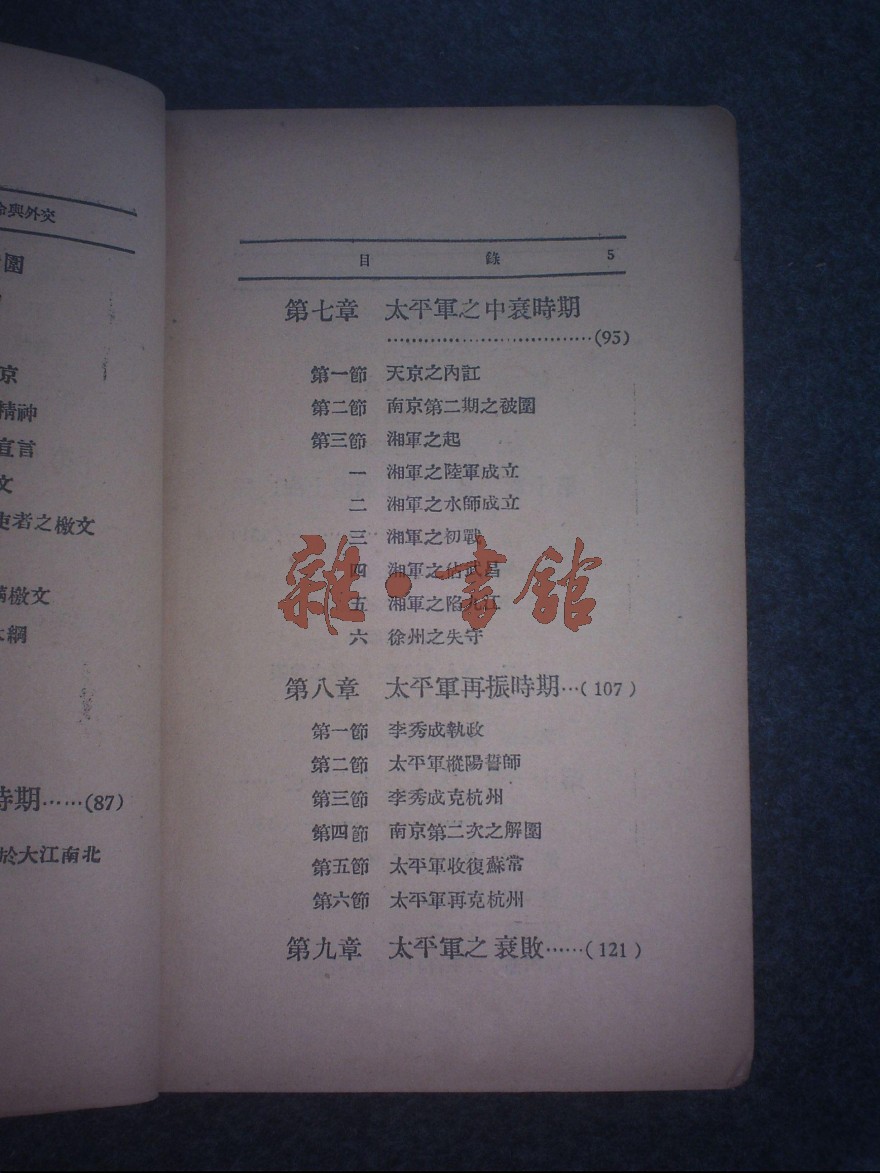 與外交
圍
京
精神
宣言
文
使者之檄文
檄文
綱
時期……(87)
於大江南北
目錄 5
第七章 太平軍之中衰時期
……………………………(95)
第一節 天京之內訌
第二節 南京第二期之被圍
第三節 湘軍之起
一 湘軍之陸軍成立
二 湘軍之水師成立
三 湘軍之初戰
四 湘軍之佔武昌
五 湘軍之陷九江
六 徐州之失守
第八章 太平軍再振時期…(107)
第一節 李秀成執政
第二節 太平軍樅陽誓師
第三節 李秀成克杭州
第四節 南京第二次之解圍
第五節 太平軍收復蘇常
第六節 太平軍再克杭州
第九章 太平軍之衰敗……(121)
雜·書館